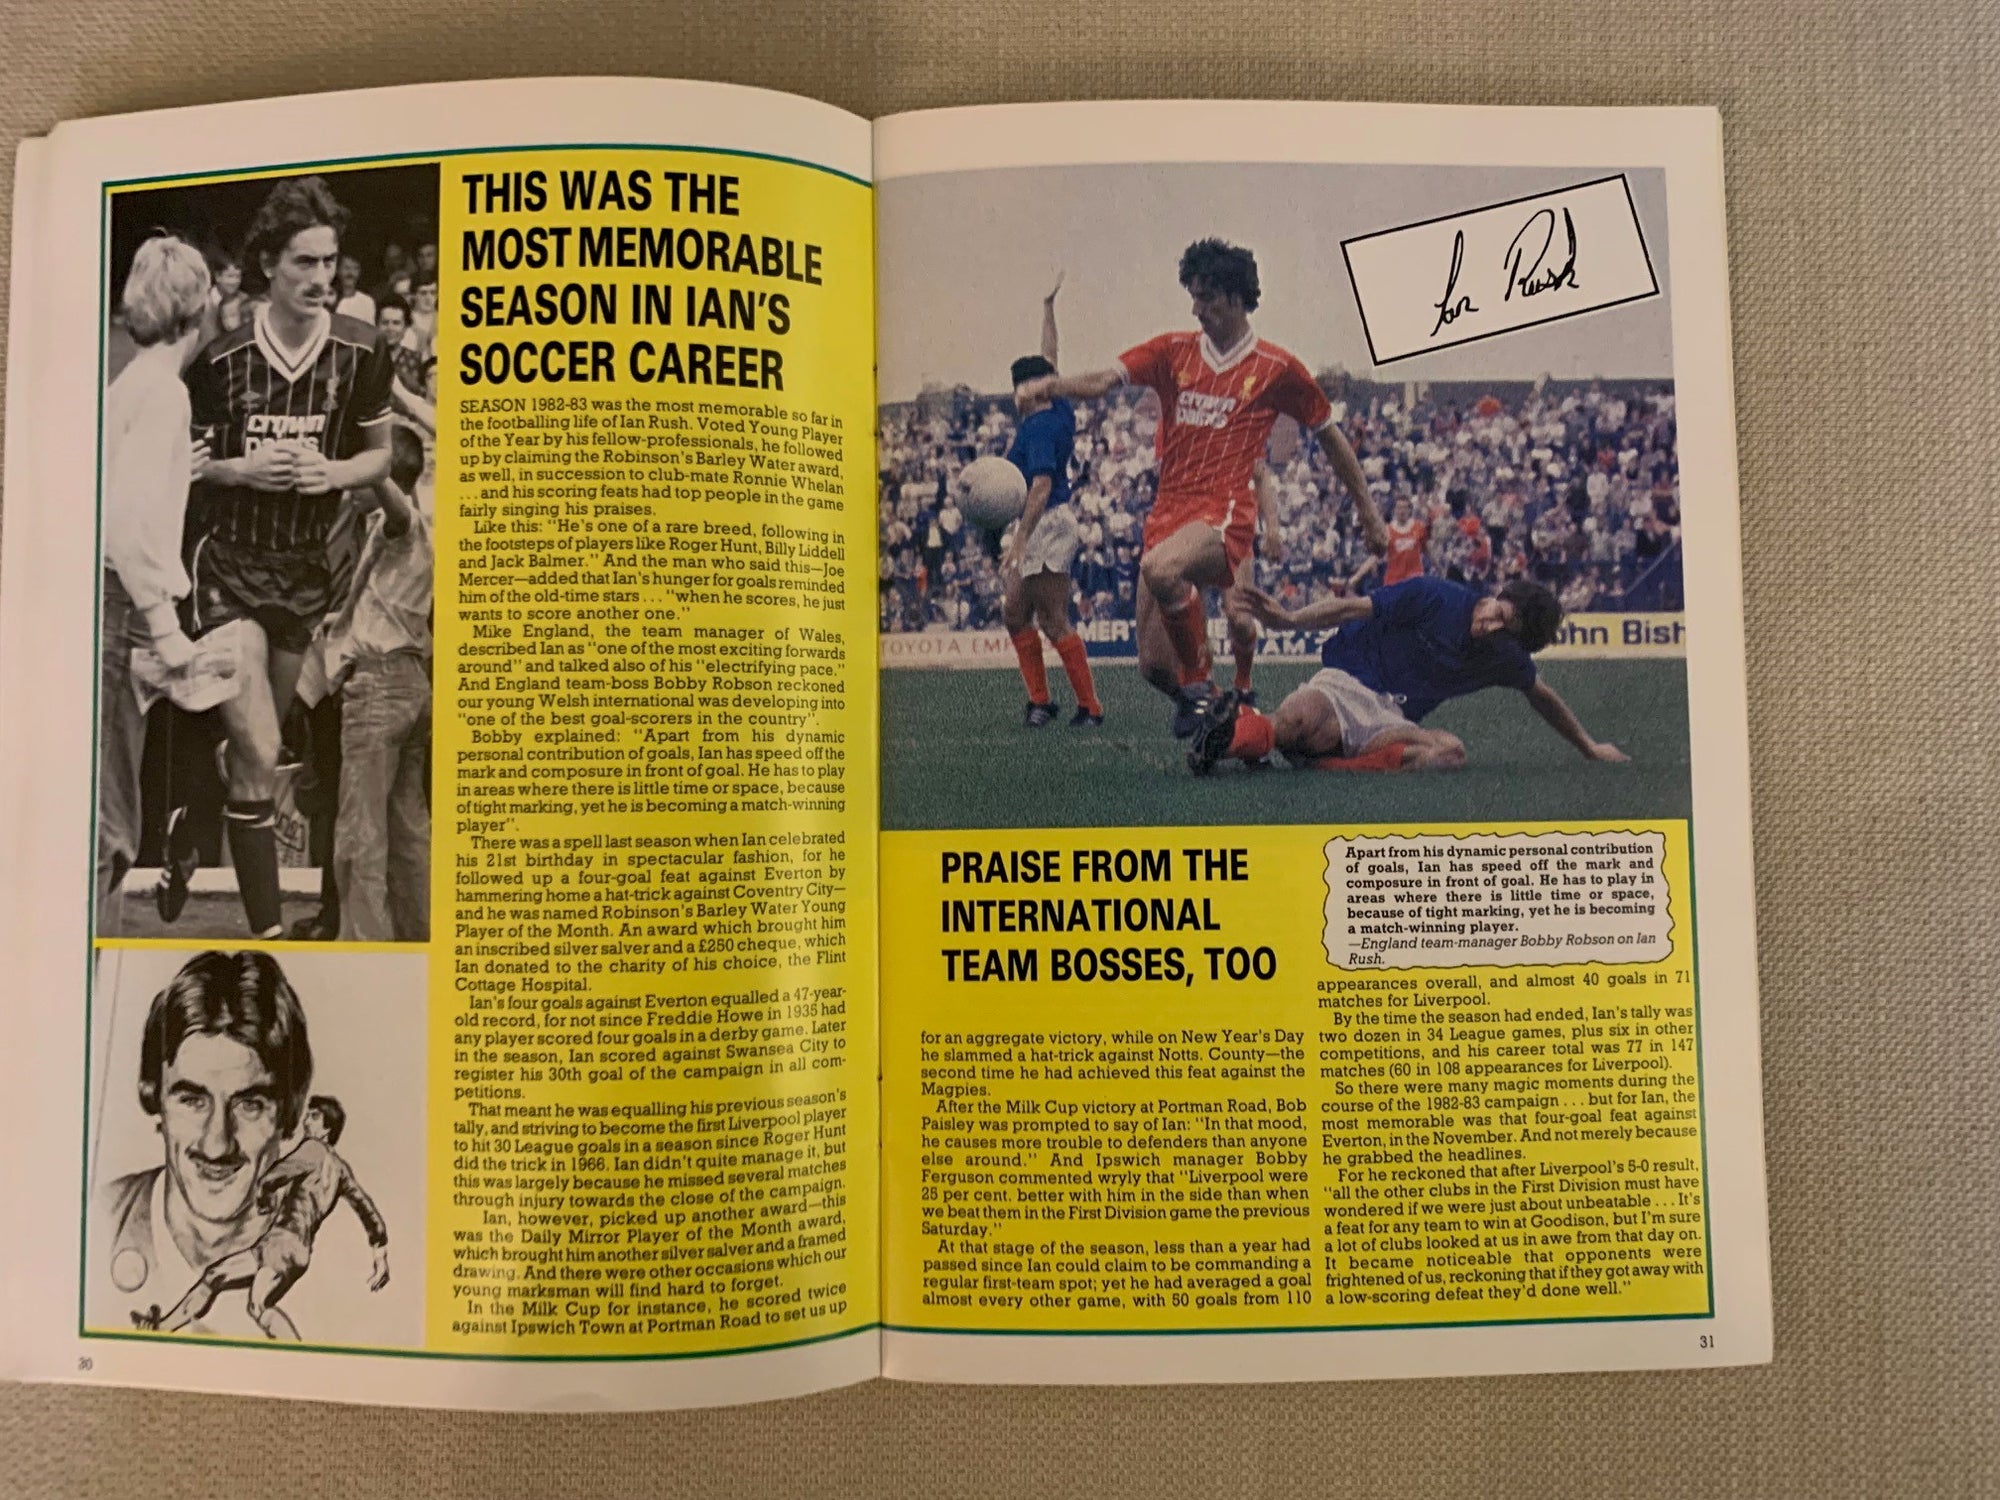 THIS WAS THE
MOST MEMORABLE
SEASON IN IAN'S
SOCCER CAREER
SEASON 1982-83 was the most memorable so far in
the footballing life of Ian Rush. Voted Young Player
of the Year by his fellow-professionals, he followed
up by claiming the Robinson's Barley Water award,
as well, in succession to club-mate Ronnie Whelan
...and his scoring feats had top people in the game
fairly singing his praises.
Like this: "He's one of a rare breed, following in
the footsteps of players like Roger Hunt, Billy Liddell
and Jack Balmer." And the man who said this—Joe
Mercer—added that Ian's hunger for goals reminded
him of the old-time stars ... "when he scores, he just
wants to score another one."
Mike England, the team manager of Wales,
described Ian as "one of the most exciting forwards
around" and talked also of his "electrifying pace."
And England team-boss Bobby Robson reckoned
our young Welsh international was developing into
"one of the best goal-scorers in the country".
Bobby explained: "Apart from his dynamic
personal contribution of goals, Ian has speed off the
mark and composure in front of goal. He has to play
in areas where there is little time or space, because
of tight marking, yet he is becoming a match-winning
player".
There was a spell last season when Ian celebrated
his 21st birthday in spectacular fashion, for he
followed up a four-goal feat against Everton by
hammering home a hat-trick against Coventry City—
and he was named Robinson's Barley Water Young
Player of the Month. An award which brought him
an inscribed silver salver and a £250 cheque, which
Ian donated to the charity of his choice, the Flint
Cottage Hospital.
Ian's four goals against Everton equalled a 47-year-
old record, for not since Freddie Howe in 1935 had
any player scored four goals in a derby game. Later
in the season, Ian scored against Swansea City to
register his 30th goal of the campaign in all com-
petitions.
That meant he was equalling his previous season's
tally, and striving to become the first Liverpool player
to hit 30 League goals in a season since Roger Hunt
did the trick in 1966. Ian didn't quite manage it, but
this was largely because he missed several matches
through injury towards the close of the campaign.
Ian, however, picked up another award—this
was the Daily Mirror Player of the Month award,
which brought him another silver salver and a framed
drawing. And there were other occasions which our
young marksman will find hard to forget.
In the Milk Cup for instance, he scored twice
against Ipswich Town at Portman Road to set us up
30
crown
paints
Ian Rush
crown
paints
TOYOTA EM
MER
AM
ohn Bish
PRAISE FROM THE
INTERNATIONAL
TEAM BOSSES, TOO
for an aggregate victory, while on New Year's Day
he slammed a hat-trick against Notts. County—the
second time he had achieved this feat against the
Magpies.
After the Milk Cup victory at Portman Road, Bob
Paisley was prompted to say of Ian: "In that mood,
he causes more trouble to defenders than anyone
else around." And Ipswich manager Bobby
Ferguson commented wryly that "Liverpool were
25 per cent. better with him in the side than when
we beat them in the First Division game the previous
Saturday."
At that stage of the season, less than a year had
passed since Ian could claim to be commanding a
regular first-team spot; yet he had averaged a goal
almost every other game, with 50 goals from 110
Apart from his dynamic personal contribution
of goals, Ian has speed off the mark and
composure in front of goal. He has to play in
areas where there is little time or space,
because of tight marking, yet he is becoming
a match-winning player.
—England team-manager Bobby Robson on Ian
Rush.
appearances overall, and almost 40 goals in 71
matches for Liverpool.
By the time the season had ended, Ian's tally was
two dozen in 34 League games, plus six in other
competitions, and his career total was 77 in 147
matches (60 in 108 appearances for Liverpool).
So there were many magic moments during the
course of the 1982-83 campaign ... but for Ian, the
most memorable was that four-goal feat against
Everton, in the November. And not merely because
he grabbed the headlines.
For he reckoned that after Liverpool's 5-0 result,
"all the other clubs in the First Division must have
wondered if we were just about unbeatable ... It's
a feat for any team to win at Goodison, but I'm sure
a lot of clubs looked at us in awe from that day on.
It became noticeable that opponents were
frightened of us, reckoning that if they got away with
a low-scoring defeat they'd done well."
31